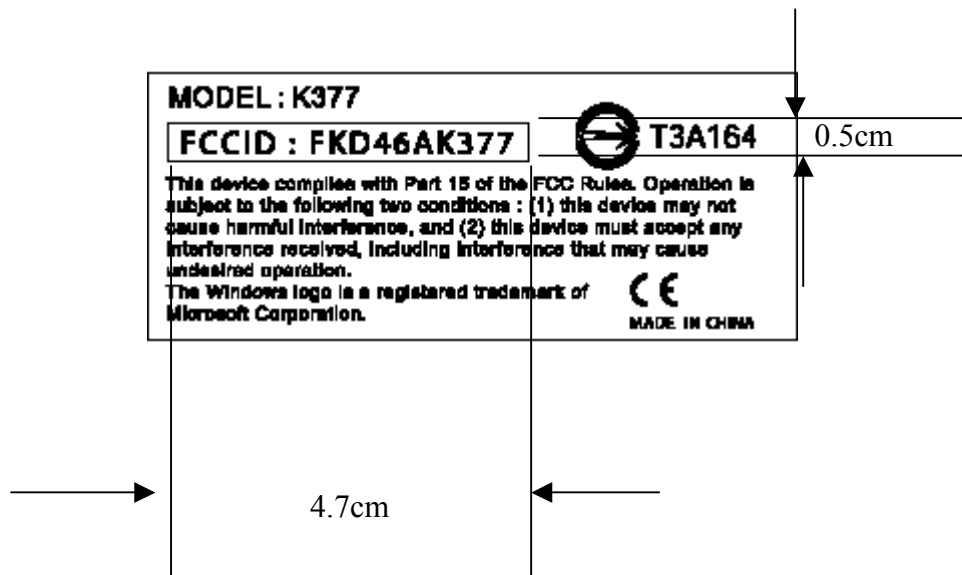 MODEL : K377
FCCID : FKD46AK377
T3A164
0.5cm
This device complies with Part 15 of the FCC Rules. Operation is
subject to the following two conditions : (1) this device may not
cause harmful interference, and (2) this device must accept any
interference received, including interference that may cause
undesired operation.
The Windows logo is a registered trademark of
Microsoft Corporation.
CE
MADE IN CHINA
4.7cm